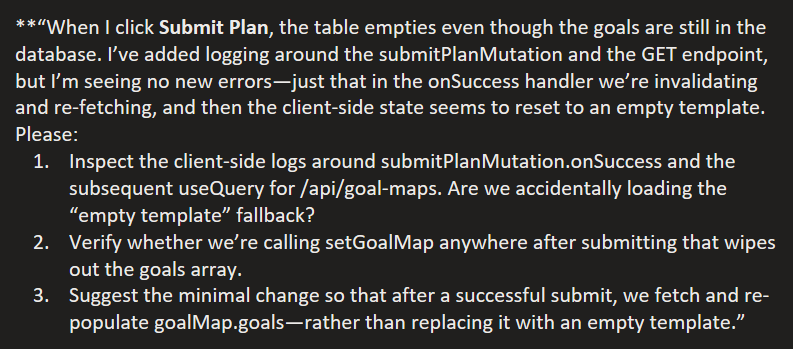 **“When I click Submit Plan, the table empties even though the goals are still in the
database. I’ve added logging around the submitPlanMutation and the GET endpoint,
but I’m seeing no new errors—just that in the onSuccess handler we’re invalidating
and re-fetching, and then the client-side state seems to reset to an empty template.
Please:
1. Inspect the client-side logs around submitPlanMutation.onSuccess and the
subsequent useQuery for /api/goal-maps. Are we accidentally loading the
“empty template” fallback?
2. Verify whether we’re calling setGoalMap anywhere after submitting that wipes
out the goals array.
3. Suggest the minimal change so that after a successful submit, we fetch and re-
populate goalMap.goals—rather than replacing it with an empty template.”